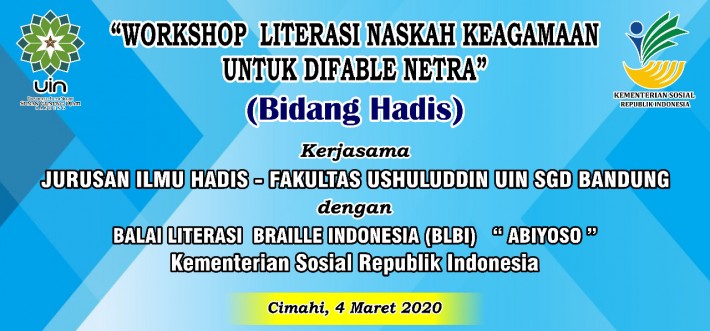 “WORKSHOP LITERASI NASKAH KEAGAMAAN
UNTUK DIFABLE NETRA”
(Bidang Hadis)
uin
KEMENTERIAN SOSIAL
REPUBLIK INDONESIA
Kerjasama
JURUSAN ILMU HADIS - FAKULTAS USHULUDDIN UIN SGD BANDUNG
dengan
BALAI LITERASI BRAILLE INDONESIA (BLBI) “ ABIYOSO ”
Kementerian Sosial Republik Indonesia
Cimahi, 4 Maret 2020